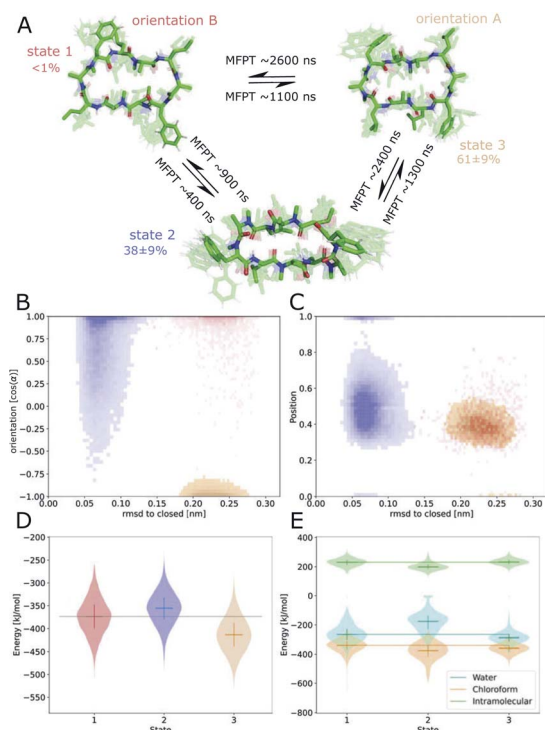 A
orientation B
orientation A
state 1
<1%
MFPT ~2600 ns
MFPT ~1100 ns
state 3
61±9%
MFPT ~900 ns
MFPT ~400 ns
MFPT ~2400 ns
MFPT ~1300 ns
state 2
38±9%
B
C
1.00
0.75
0.50
0.25
0.00
−0.25
−0.50
−0.75
−1.00
orientation [cos(α)]
0.00 0.05 0.10 0.15 0.20 0.25 0.30
rmsd to closed [nm]
1.0
0.8
0.6
0.4
0.2
0.0
Position
0.00 0.05 0.10 0.15 0.20 0.25 0.30
rmsd to closed [nm]
D
E
−200
−250
−300
−350
−400
−450
−500
−550
Energy [kJ/mol]
1 2 3
State
400
200
0
−200
−400
−600
−800
Energy [kJ/mol]
Water
Chloroform
Intramolecular
1 2 3
State